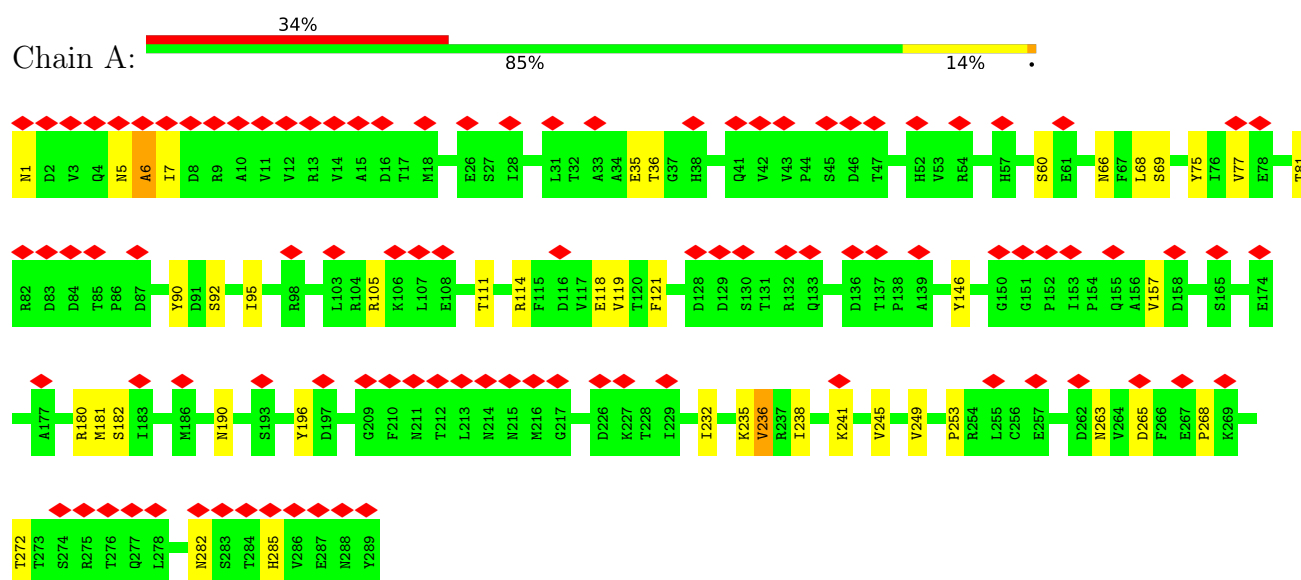 34%
Chain A:
85% 14% •
N1 D2 V3 Q4 N5 A6 I7 D8 R9 A10 V11 V12 R13 V14 A15 D16 T17 M18 E26 S27 I28 L31 T32 A33 A34 E35 T36 G37 H38 Q41 V42 V43 P44 S45 D46 T47 H52 V53 R54 H57 S60 E61 N66 F67 L68 S69 Y75 I76 V77 E78 T81
R82 D83 D84 T85 P86 D87 Y90 D91 S92 I95 R98 L103 R104 R105 K106 L107 E108 T111 R114 F115 D116 V117 E118 V119 T120 F121 D128 D129 S130 T131 R132 Q133 D136 T137 P138 A139 Y146 G150 G151 P152 I153 P154 Q155 A156 V157 D158 S165 E174
A177 R180 M181 S182 I183 M186 N190 S193 Y196 D197 G209 F210 N211 T212 L213 N214 N215 M216 G217 D226 K227 T228 I229 I232 K235 V236 R237 I238 K241 V245 V249 P253 R254 L255 C256 E257 D262 N263 V264 D265 F266 E267 P268 K269
T272 T273 S274 R275 T276 Q277 L278 N282 S283 T284 H285 V286 E287 N288 Y289